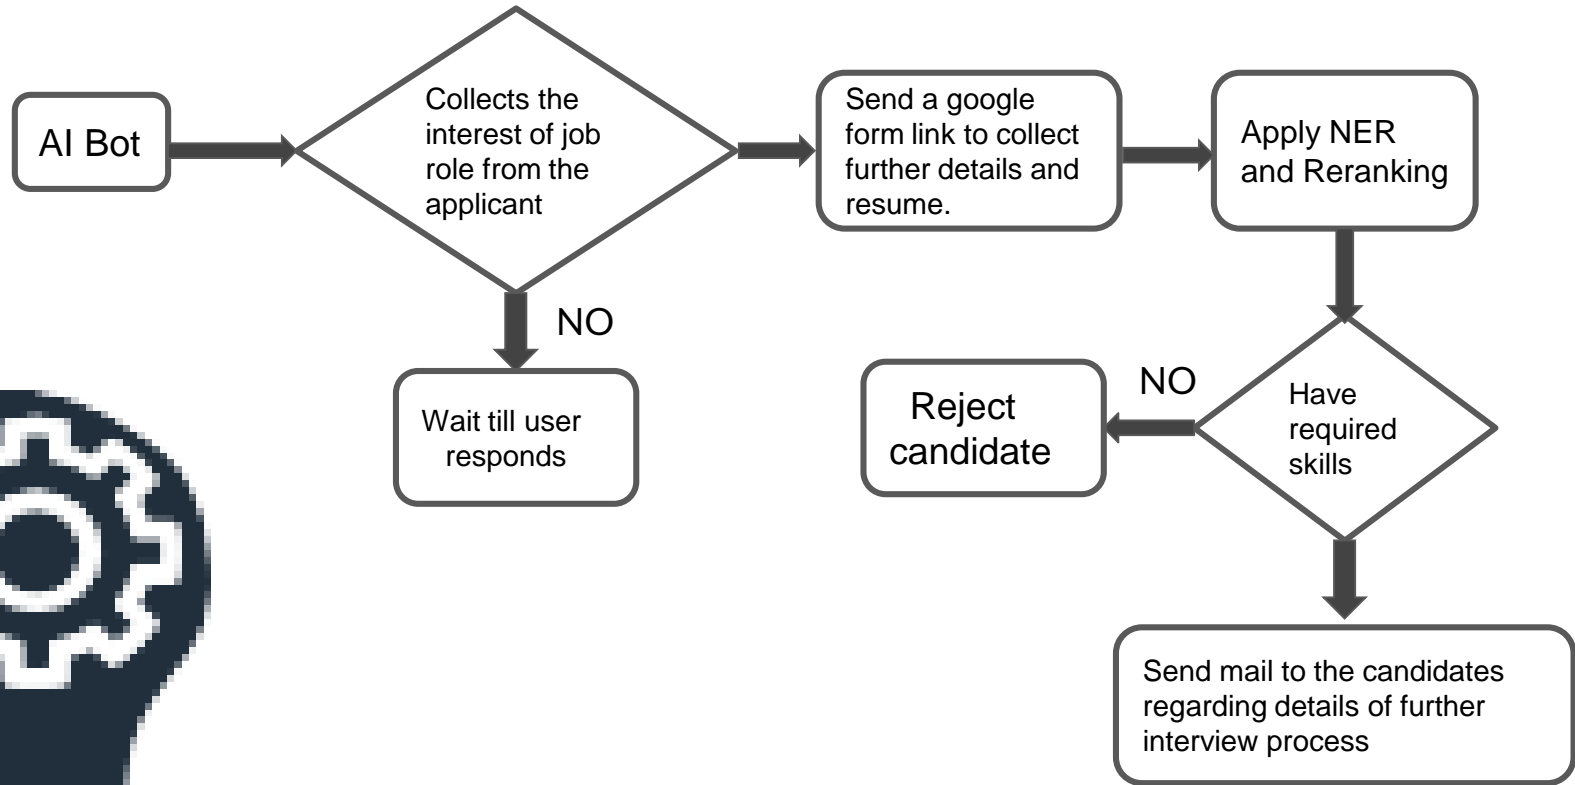 AI Bot
Collects the
interest of job
role from the
applicant
Send a google
form link to collect
further details and
resume.
Apply NER
and Reranking
NO
Wait till user
responds
Reject
candidate
NO
Have
required
skills
Send mail to the candidates
regarding details of further
interview process